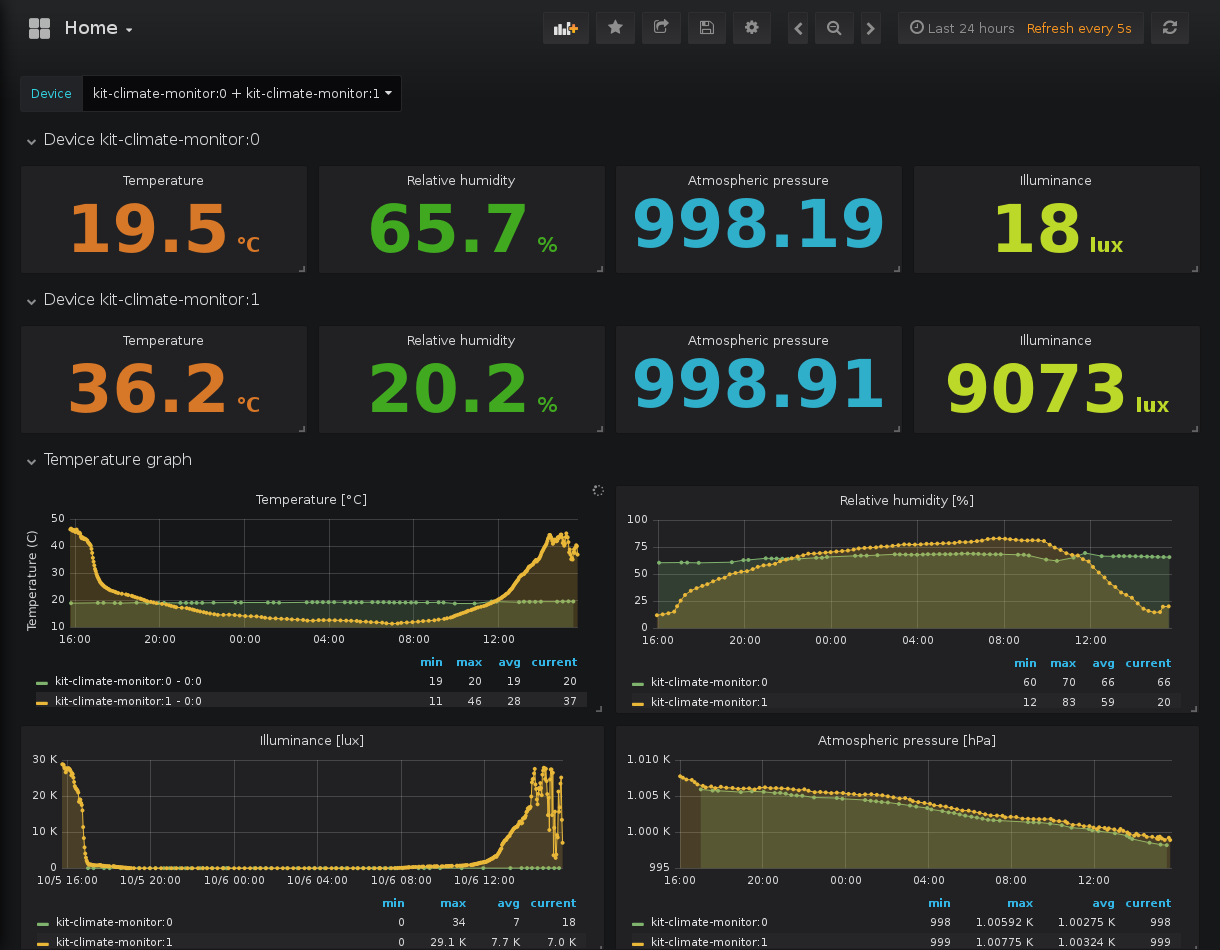 Home
Last 24 hours Refresh every 5s
Device kit-climate-monitor:0 + kit-climate-monitor:1
Device kit-climate-monitor:0
Temperature Relative humidity Atmospheric pressure Illuminance
19.5 °C 65.7 % 998.19 18 lux
Device kit-climate-monitor:1
Temperature Relative humidity Atmospheric pressure Illuminance
36.2 °C 20.2 % 998.91 9073 lux
Temperature graph
Temperature [°C]
Temperature (C)
50
40
30
20
10
16:00 20:00 00:00 04:00 08:00 12:00
min max avg current
kit-climate-monitor:0 - 0:0 19 20 19 20
kit-climate-monitor:1 - 0:0 11 46 28 37
Relative humidity [%]
100
75
50
25
0
16:00 20:00 00:00 04:00 08:00 12:00
min max avg current
kit-climate-monitor:0 60 70 66 66
kit-climate-monitor:1 12 83 59 20
Illuminance [lux]
30 K
20 K
10 K
0
10/5 16:00 10/5 20:00 10/6 00:00 10/6 04:00 10/6 08:00 10/6 12:00
min max avg current
kit-climate-monitor:0 0 34 7 18
kit-climate-monitor:1 0 29.1 K 7.7 K 7.0 K
Atmospheric pressure [hPa]
1.010 K
1.005 K
1.000 K
995
16:00 20:00 00:00 04:00 08:00 12:00
min max avg current
kit-climate-monitor:0 998 1.00592 K 1.00275 K 998
kit-climate-monitor:1 999 1.00775 K 1.00324 K 999